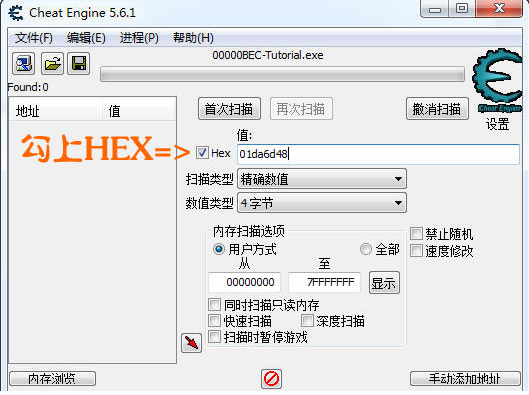 Cheat Engine 5.6.1
文件(F) 编辑(E) 进程(P) 帮助(H)
00000BEC-Tutorial.exe
Found:0
地址 值
首次扫描 再次扫描 撤消扫描
Cheat Engine
设置
值:
勾上HEX=> Hex 01da6d48
扫描类型 精确数值
数值类型 4 字节
内存扫描选项
用户方式 全部
从 至
00000000 7FFFFFFF 显示
同时扫描只读内存
快速扫描 深度扫描
扫描时暂停游戏
禁止随机
速度修改
内存浏览 手动添加地址